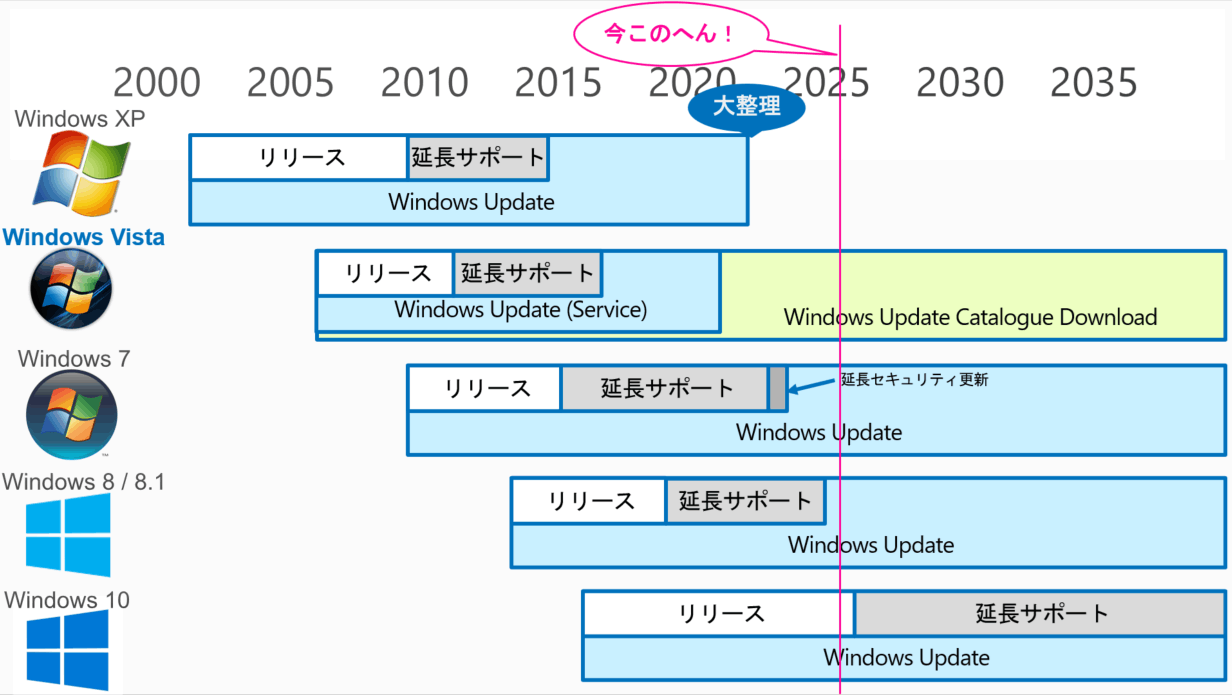 今このへん！
2000 2005 2010 2015 2020 2025 2030 2035
大整理
Windows XP
リリース
延長サポート
Windows Update
Windows Vista
リリース
延長サポート
Windows Update (Service)
Windows Update Catalogue Download
Windows 7
リリース
延長サポート
延長セキュリティ更新
Windows Update
Windows 8 / 8.1
リリース
延長サポート
Windows Update
Windows 10
リリース
延長サポート
Windows Update